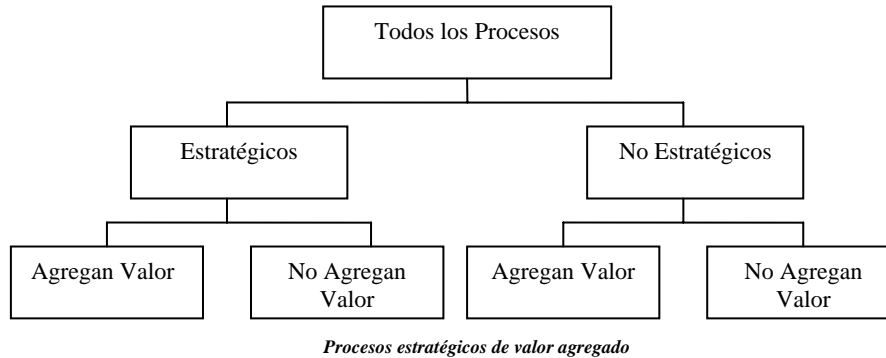 Todos los Procesos
Estratégicos
No Estratégicos
Agregan Valor
No Agregan
Valor
Agregan Valor
No Agregan
Valor
Procesos estratégicos de valor agregado